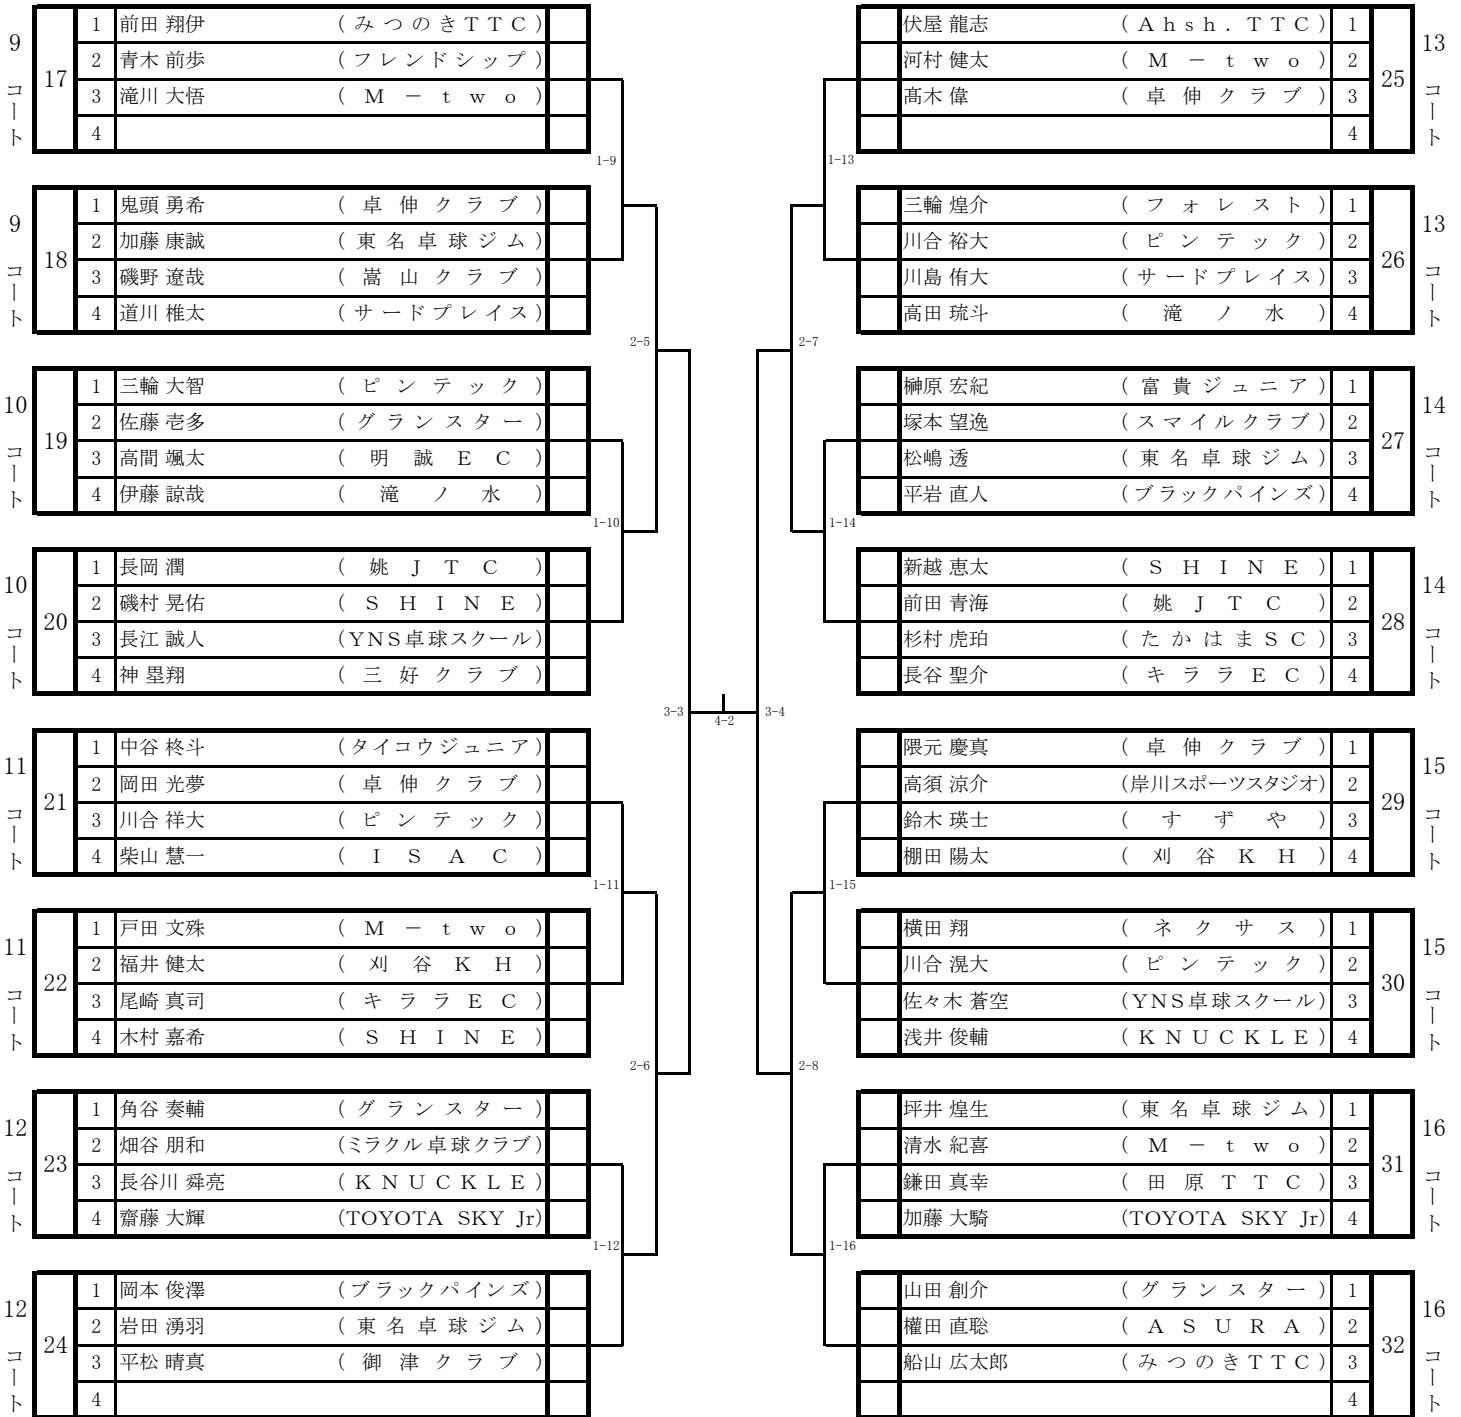 9 コート
17
1 前田 翔伊 (みつのきTTC)
2 青木 前歩 (フレンドシップ)
3 滝川 大悟 (M-two)
4
1-9
9 コート
18
1 鬼頭 勇希 (卓伸クラブ)
2 加藤 康誠 (東名卓球ジム)
3 磯野 遼哉 (嵩山クラブ)
4 道川 椎太 (サードプレイス)
2-5
10 コート
19
1 三輪 大智 (ピンテック)
2 佐藤 壱多 (グランスター)
3 高間 颯太 (明誠EC)
4 伊藤 諒哉 (滝ノ水)
1-10
10 コート
20
1 長岡 潤 (姚JTC)
2 磯村 晃佑 (SHINE)
3 長江 誠人 (YNS卓球スクール)
4 神 塁翔 (三好クラブ)
3-3
11 コート
21
1 中谷 柊斗 (タイコウジュニア)
2 岡田 光夢 (卓伸クラブ)
3 川合 祥大 (ピンテック)
4 柴山 慧一 (ISAC)
1-11
11 コート
22
1 戸田 文殊 (M-two)
2 福井 健太 (刈谷KH)
3 尾崎 真司 (キララEC)
4 木村 嘉希 (SHINE)
2-6
12 コート
23
1 角谷 奏輔 (グランスター)
2 畑谷 朋和 (ミラクル卓球クラブ)
3 長谷川 舜亮 (KNUCKLE)
4 齋藤 大輝 (TOYOTA SKY Jr)
1-12
12 コート
24
1 岡本 俊澤 (ブラックパインズ)
2 岩田 湧羽 (東名卓球ジム)
3 平松 晴真 (御津クラブ)
4
4-2
伏屋 龍志 (Ahsh.TTC) 1
河村 健太 (M-two) 2
髙木 偉 (卓伸クラブ) 3
4
25
13 コート
1-13
三輪 煌介 (フォレスト) 1
川合 裕大 (ピンテック) 2
川島 侑大 (サードプレイス) 3
高田 琉斗 (滝ノ水) 4
26
13 コート
2-7
榊原 宏紀 (富貴ジュニア) 1
塚本 望逸 (スマイルクラブ) 2
松嶋 透 (東名卓球ジム) 3
平岩 直人 (ブラックパインズ) 4
27
14 コート
1-14
新越 恵太 (SHINE) 1
前田 青海 (姚JTC) 2
杉村 虎珀 (たかはまSC) 3
長谷 聖介 (キララEC) 4
28
14 コート
3-4
隈元 慶真 (卓伸クラブ) 1
高須 涼介 (岸川スポーツスタジオ) 2
鈴木 瑛士 (すずや) 3
棚田 陽太 (刈谷KH) 4
29
15 コート
1-15
横田 翔 (ネクサス) 1
川合 滉大 (ピンテック) 2
佐々木 蒼空 (YNS卓球スクール) 3
浅井 俊輔 (KNUCKLE) 4
30
15 コート
2-8
坪井 煌生 (東名卓球ジム) 1
清水 紀喜 (M-two) 2
鎌田 真幸 (田原TTC) 3
加藤 大騎 (TOYOTA SKY Jr) 4
31
16 コート
1-16
山田 創介 (グランスター) 1
權田 直聡 (ASURA) 2
船山 広太郎 (みつのきTTC) 3
4
32
16 コート